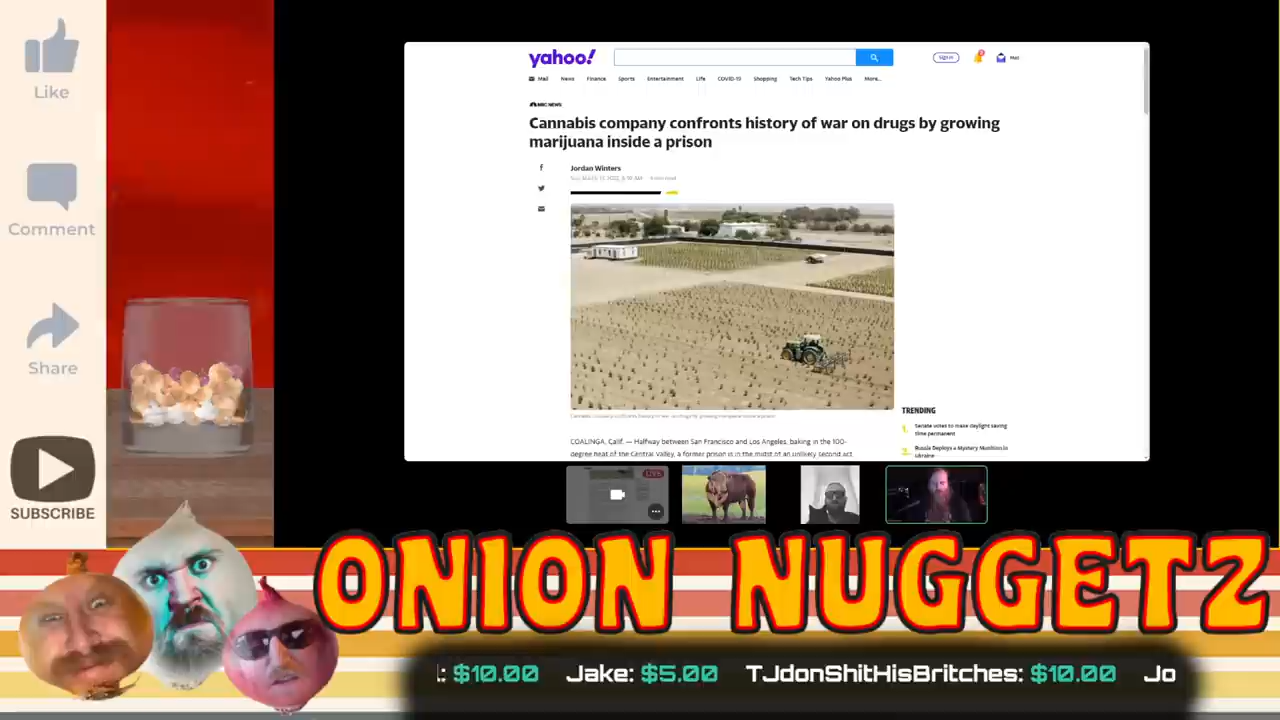 Like
Comment
Share
SUBSCRIBE
yahoo!
Sign in
Mail
Mail News Finance Sports Entertainment Life COVID-19 Shopping Tech Tips Yahoo Plus More...
NBC NEWS
Cannabis company confronts history of war on drugs by growing
marijuana inside a prison
Jordan Winters
COALINGA, Calif. — Halfway between San Francisco and Los Angeles, baking in the 100-
degree heat of the Central Valley, a former prison is in the midst of an unlikely second act
TRENDING
1. Senate votes to make daylight saving
time permanent
2. Russia Deploys a Mystery Munition in
Ukraine
ONION NUGGETZ
: $10.00 Jake: $5.00 TJdonShitHisBritches: $10.00 Jo